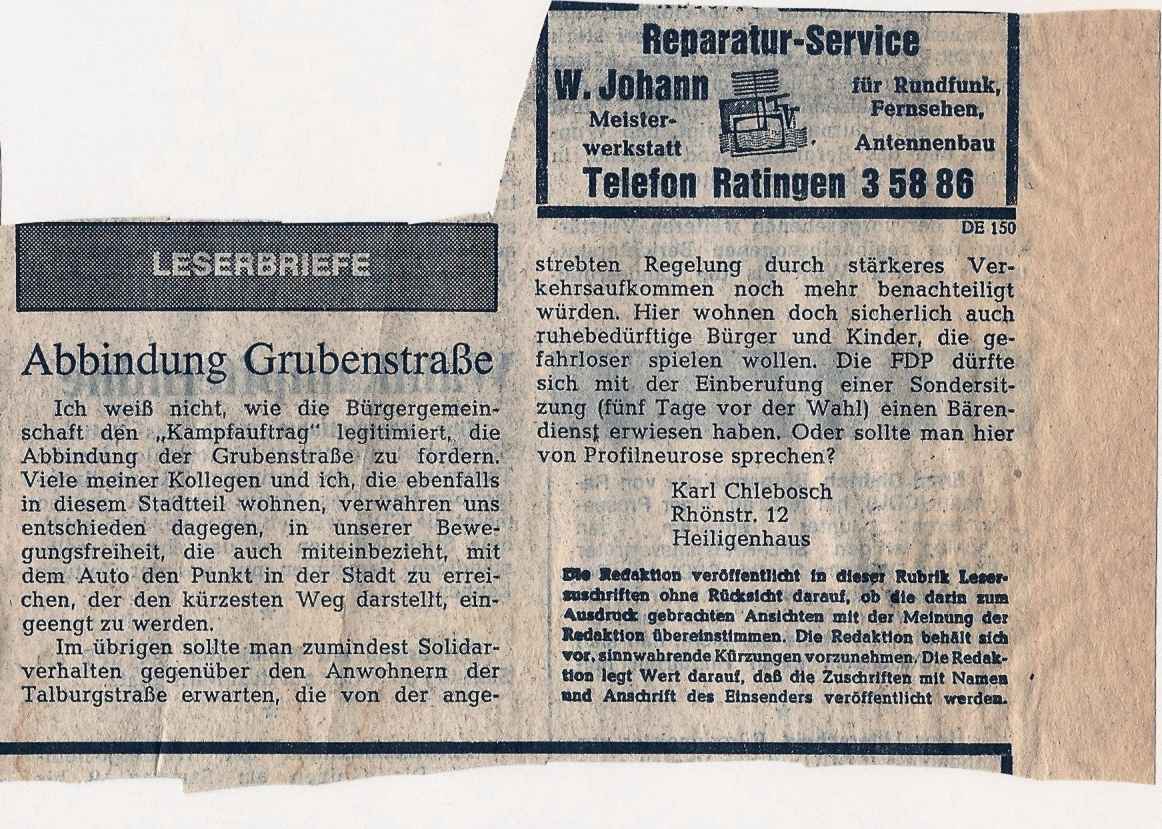 LESERBRIEFE
Abbindung Grubenstraße
Ich weiß nicht, wie die Bürgergemein-
schaft den „Kampfauftrag" legitimiert, die
Abbindung der Grubenstraße zu fordern.
Viele meiner Kollegen und ich, die ebenfalls
in diesem Stadtteil wohnen, verwahren uns
entschieden dagegen, in unserer Bewe-
gungsfreiheit, die auch miteinbezieht, mit
dem Auto den Punkt in der Stadt zu errei-
chen, der den kürzesten Weg darstellt, ein-
geengt zu werden.
Im übrigen sollte man zumindest Solidar-
verhalten gegenüber den Anwohnern der
Talburgstraße erwarten, die von der ange-
Reparatur-Service
W. Johann
Meister-
werkstatt
für Rundfunk,
Fernsehen,
Antennenbau
Telefon Ratingen 3 58 86
DE 150
strebten Regelung durch stärkeres Ver-
kehrsaufkommen noch mehr benachteiligt
würden. Hier wohnen doch sicherlich auch
ruhebedürftige Bürger und Kinder, die ge-
fahrloser spielen wollen. Die FDP dürfte
sich mit der Einberufung einer Sondersit-
zung (fünf Tage vor der Wahl) einen Bären-
dienst erwiesen haben. Oder sollte man hier
von Profilneurose sprechen?
Karl Chlebosch
Rhönstr. 12
Heiligenhaus
Die Redaktion veröffentlicht in dieser Rubrik Leser-
zuschriften ohne Rücksicht darauf, ob die darin zum
Ausdruck gebrachten Ansichten mit der Meinung der
Redaktion übereinstimmen. Die Redaktion behält sich
vor, sinnwahrende Kürzungen vorzunehmen. Die Redak-
tion legt Wert darauf, daß die Zuschriften mit Namen
und Anschrift des Einsenders veröffentlicht werden.